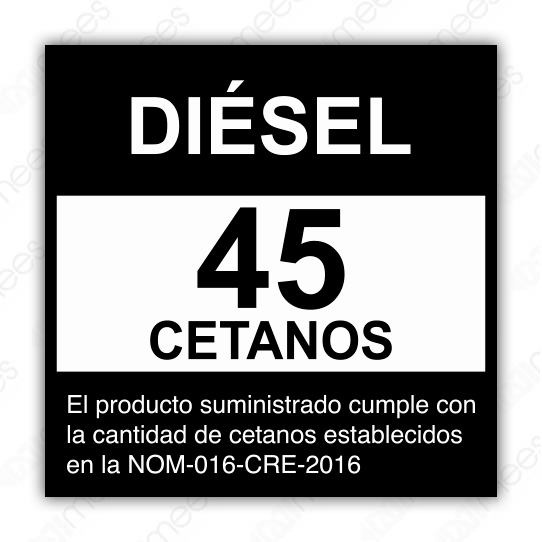 DIÉSEL
45
CETANOS
El producto suministrado cumple con
la cantidad de cetanos establecidos
en la NOM-016-CRE-2016